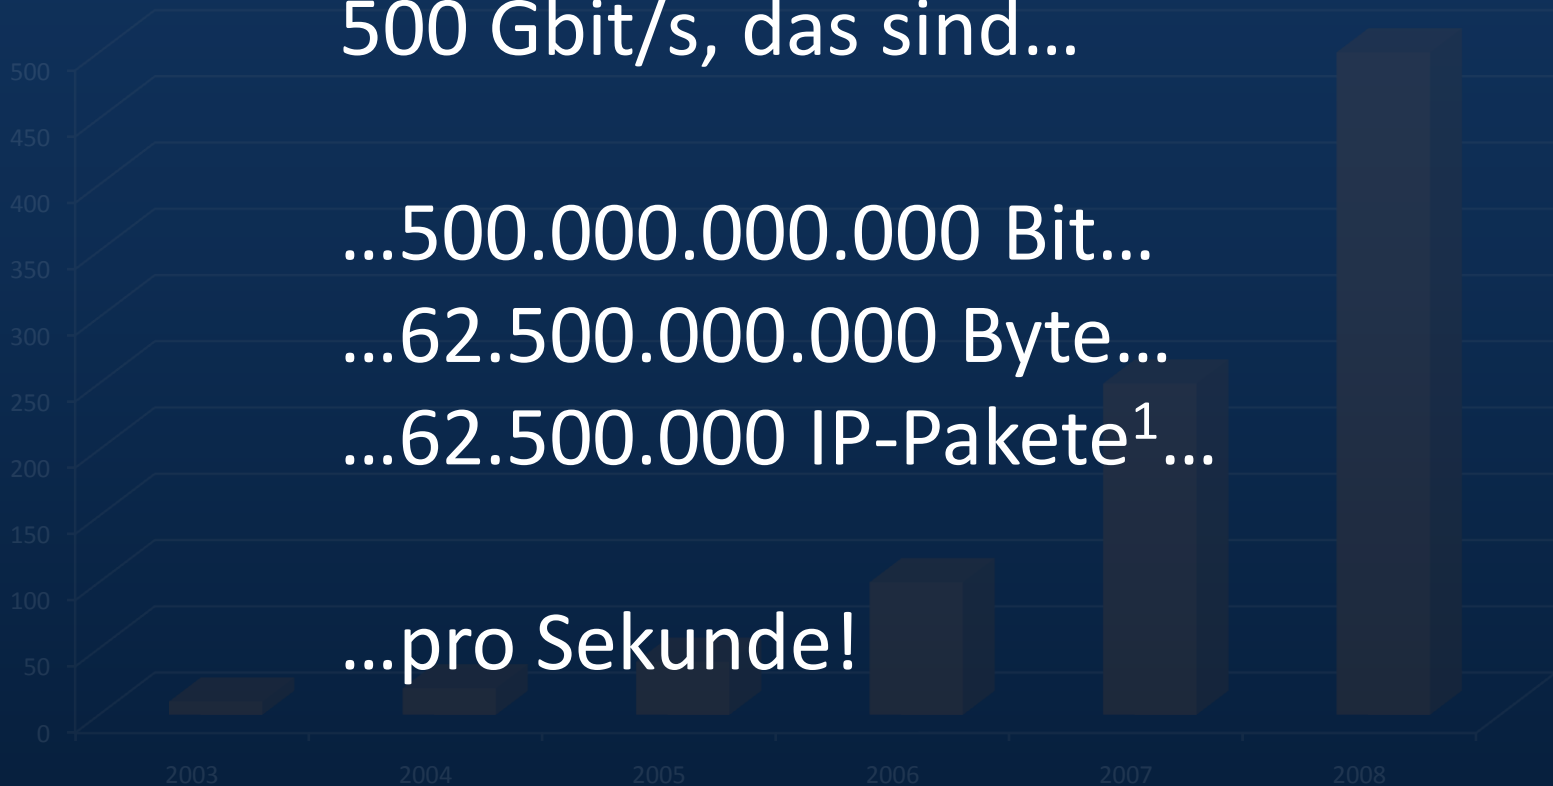 500 Gbit/s, das sind…
…500.000.000.000 Bit…
…62.500.000.000 Byte…
…62.500.000 IP-Pakete¹…
…pro Sekunde!
500
450
400
350
300
250
200
150
100
50
0
2003 2004 2005 2006 2007 2008